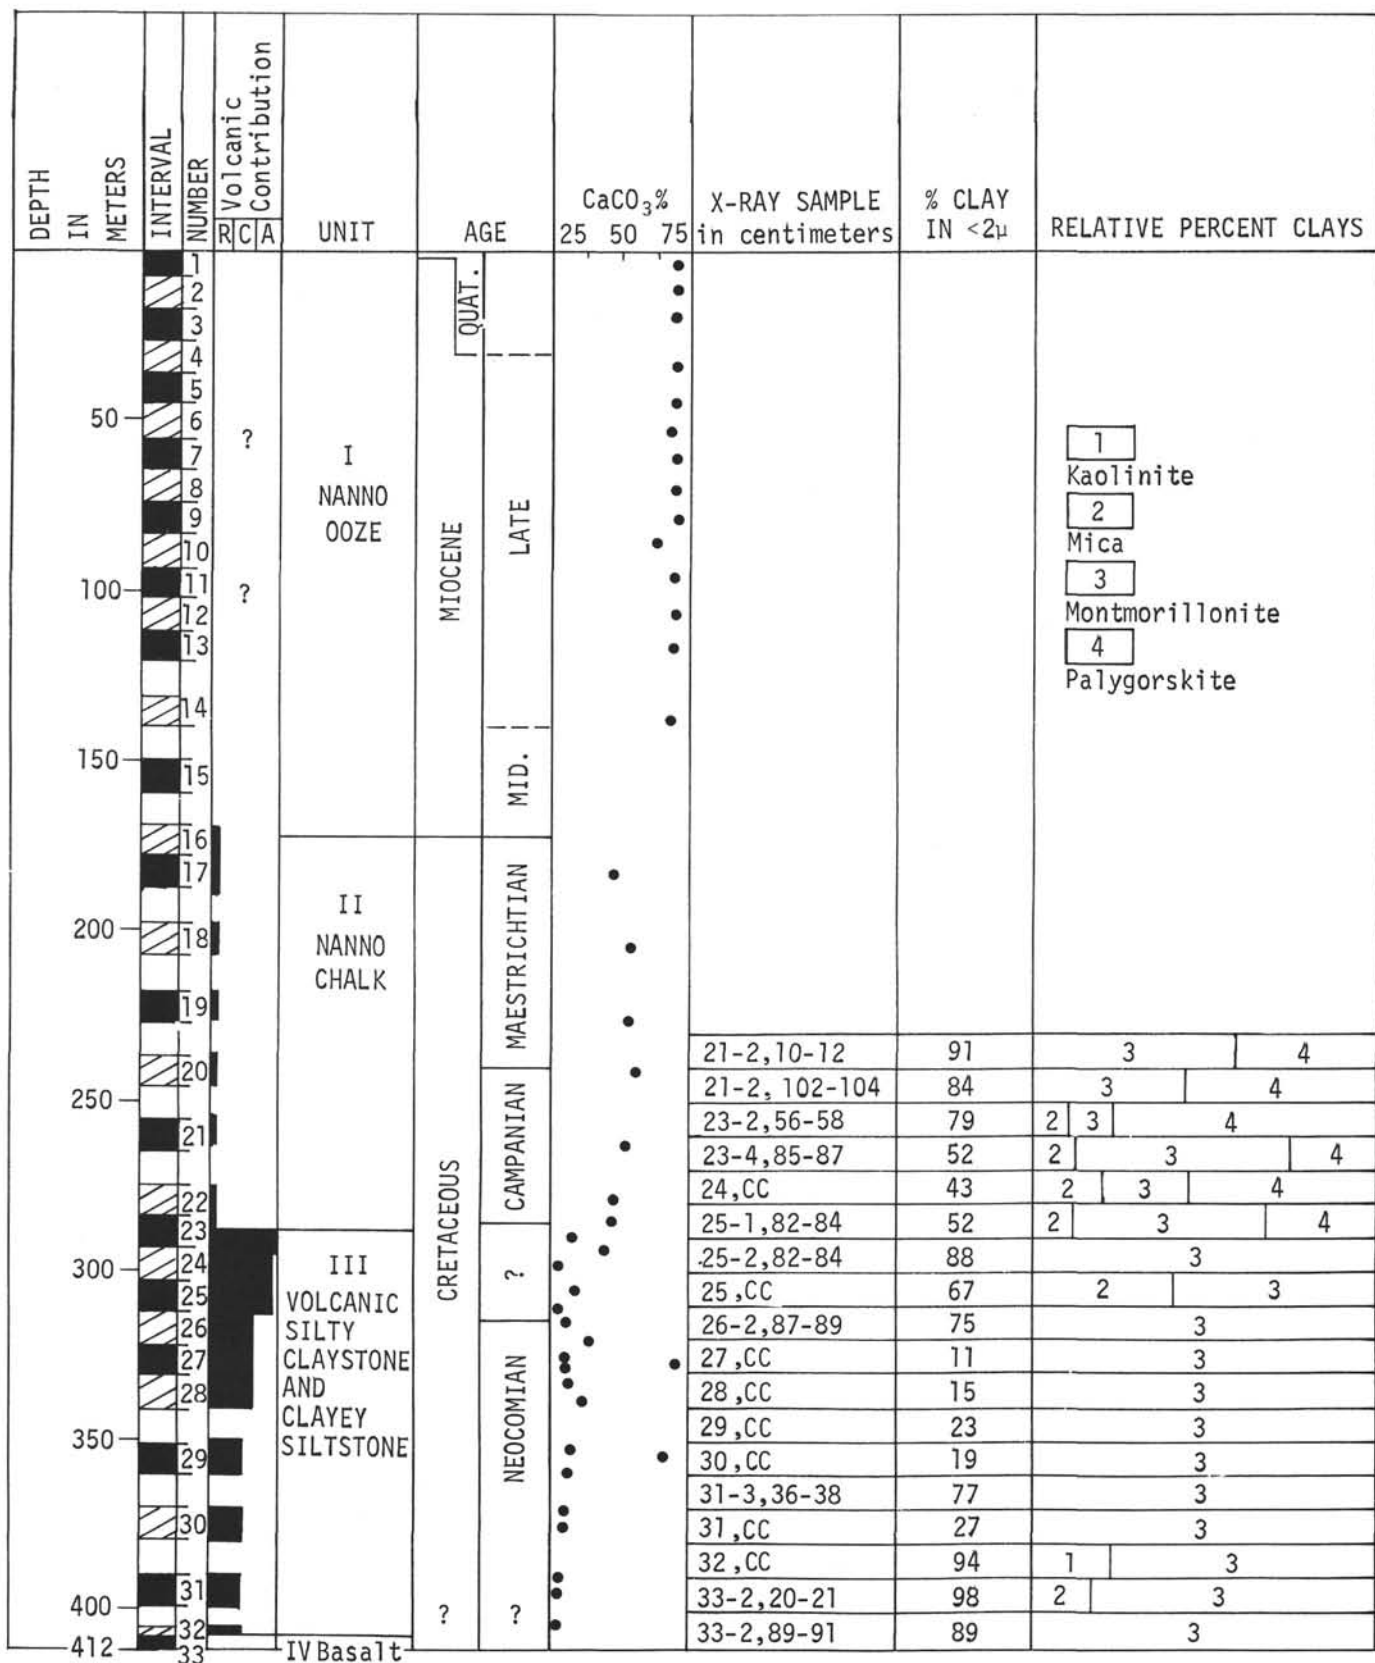 DEPTH
IN
METERS
INTERVAL
NUMBER
Volcanic
Contribution
R C A
UNIT
AGE
CaCO₃%
25 50 75
X-RAY SAMPLE
in centimeters
% CLAY
IN <2μ
RELATIVE PERCENT CLAYS
1
2
3
4
5
50
6
7
8
9
10
100
11
12
13
14
150
15
16
17
200
18
19
20
250
21
22
23
24
300
25
26
27
28
350
29
30
31
400
32
412
33
?
?
I
NANNO
OOZE
II
NANNO
CHALK
III
VOLCANIC
SILTY
CLAYSTONE
AND
CLAYEY
SILTSTONE
IV Basalt
QUAT.
MIOCENE
CRETACEOUS
?
LATE
MID.
MAESTRICHTIAN
CAMPANIAN
?
NEOCOMIAN
?
1
Kaolinite
2
Mica
3
Montmorillonite
4
Palygorskite
21-2,10-12 91 3 4
21-2, 102-104 84 3 4
23-2,56-58 79 2 3 4
23-4,85-87 52 2 3 4
24,CC 43 2 3 4
25-1,82-84 52 2 3 4
25-2,82-84 88 3
25,CC 67 2 3
26-2,87-89 75 3
27,CC 11 3
28,CC 15 3
29,CC 23 3
30,CC 19 3
31-3,36-38 77 3
31,CC 27 3
32,CC 94 1 3
33-2,20-21 98 2 3
33-2,89-91 89 3